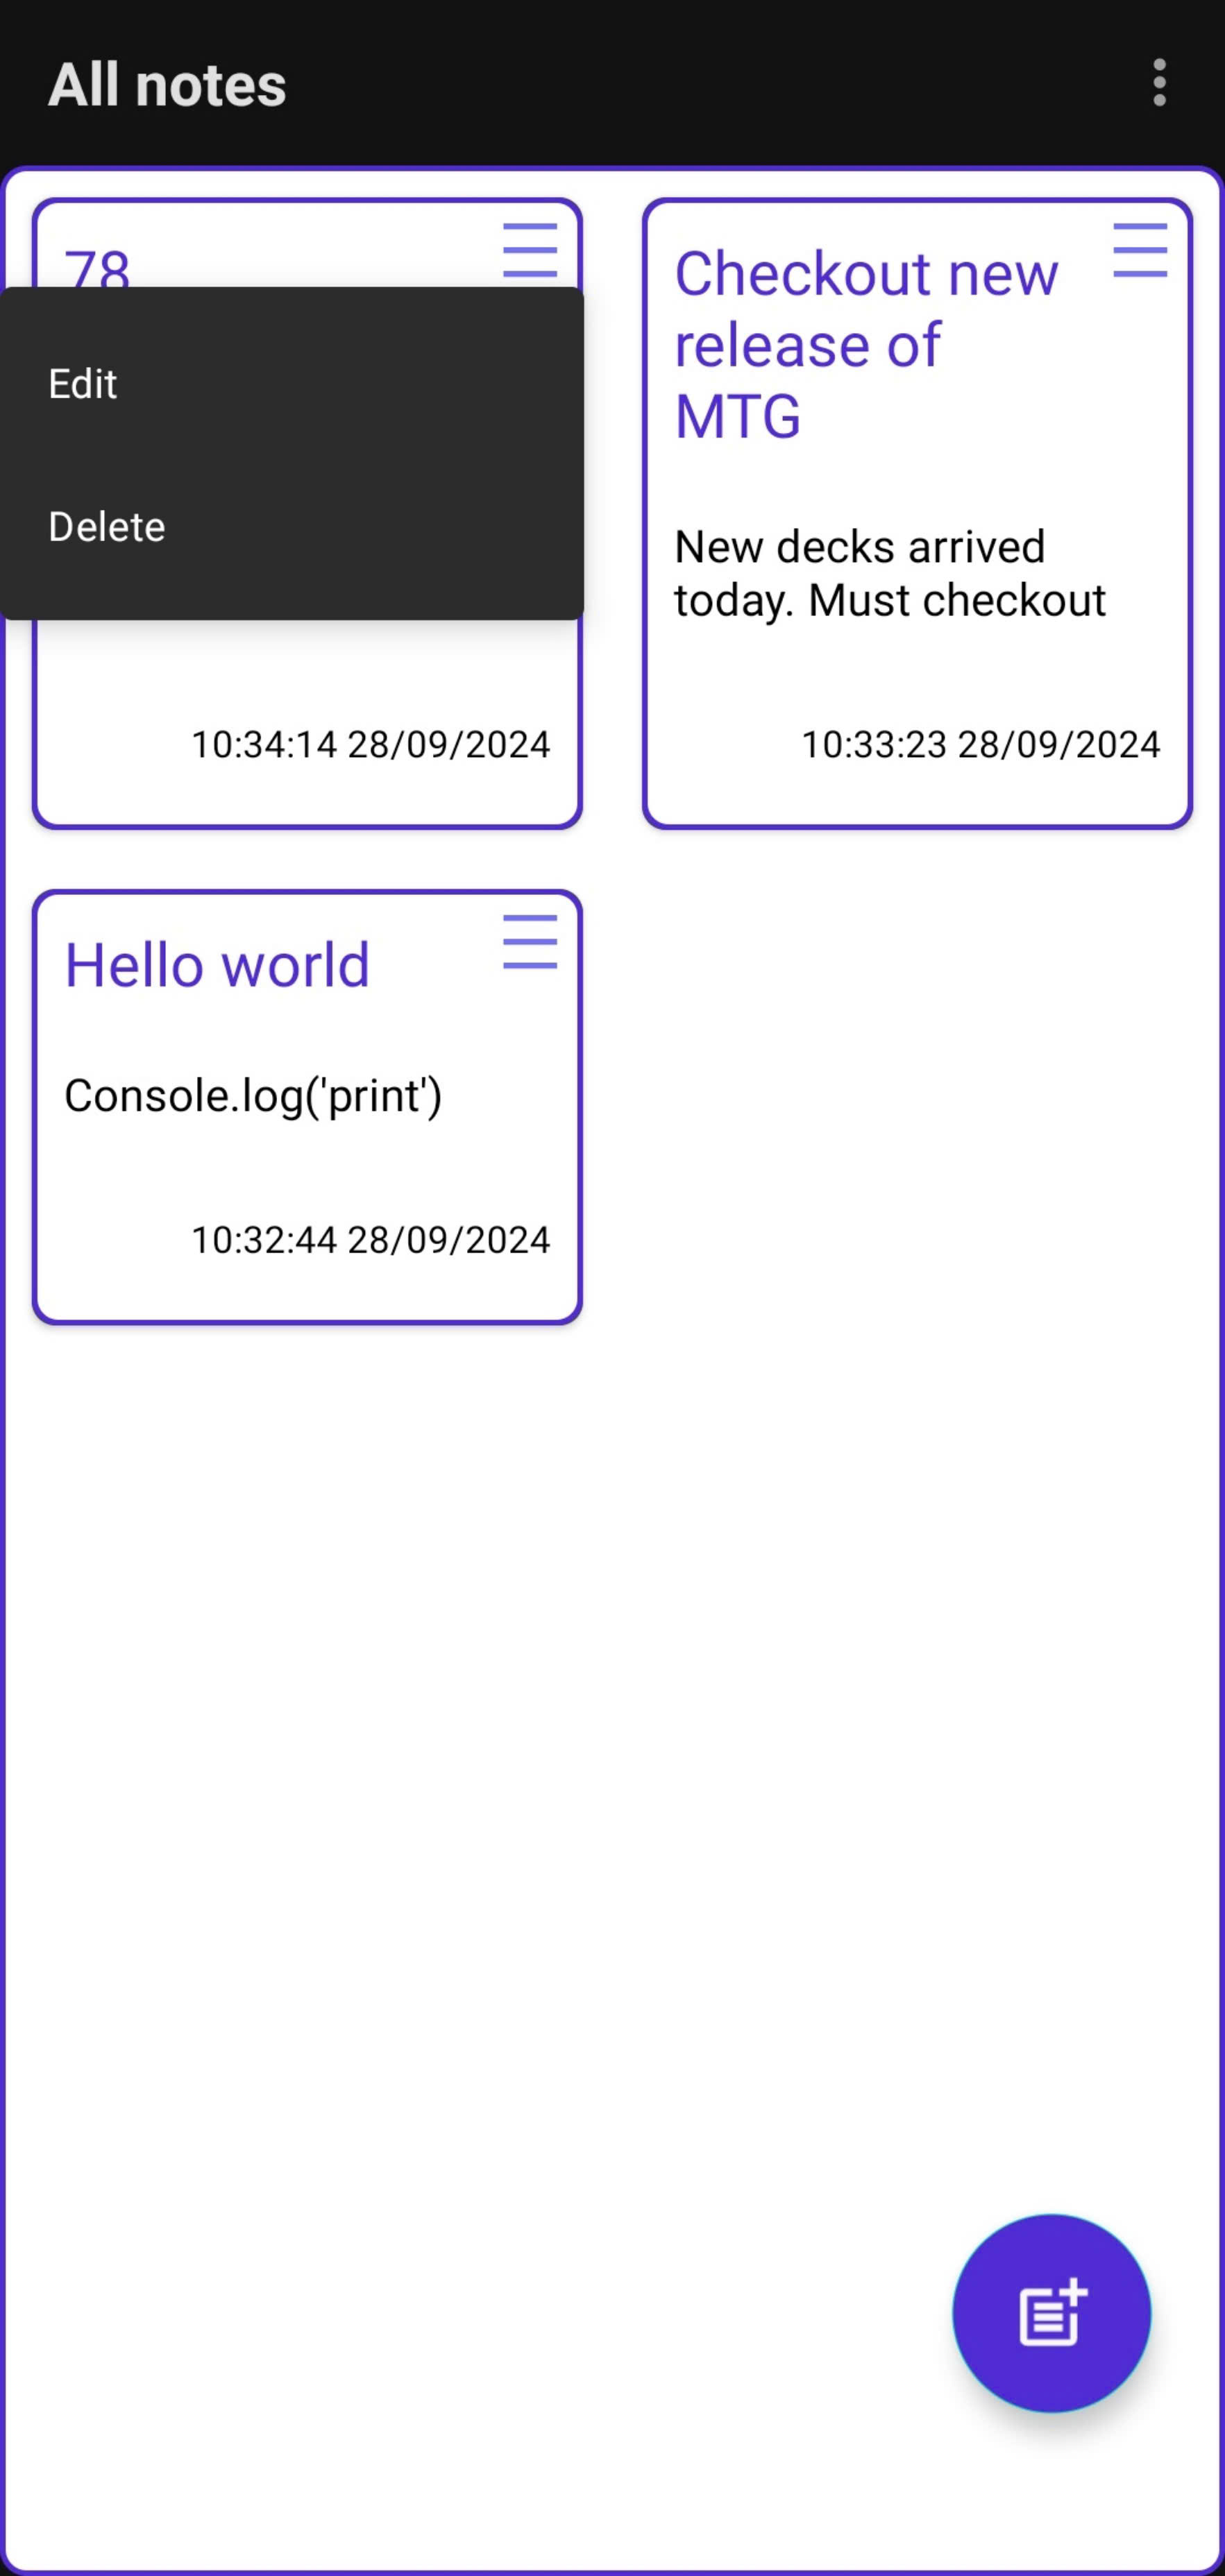 All notes
78
Edit
Delete
10:34:14 28/09/2024
Checkout new
release of
MTG
New decks arrived
today. Must checkout
10:33:23 28/09/2024
Hello world
Console.log('print')
10:32:44 28/09/2024